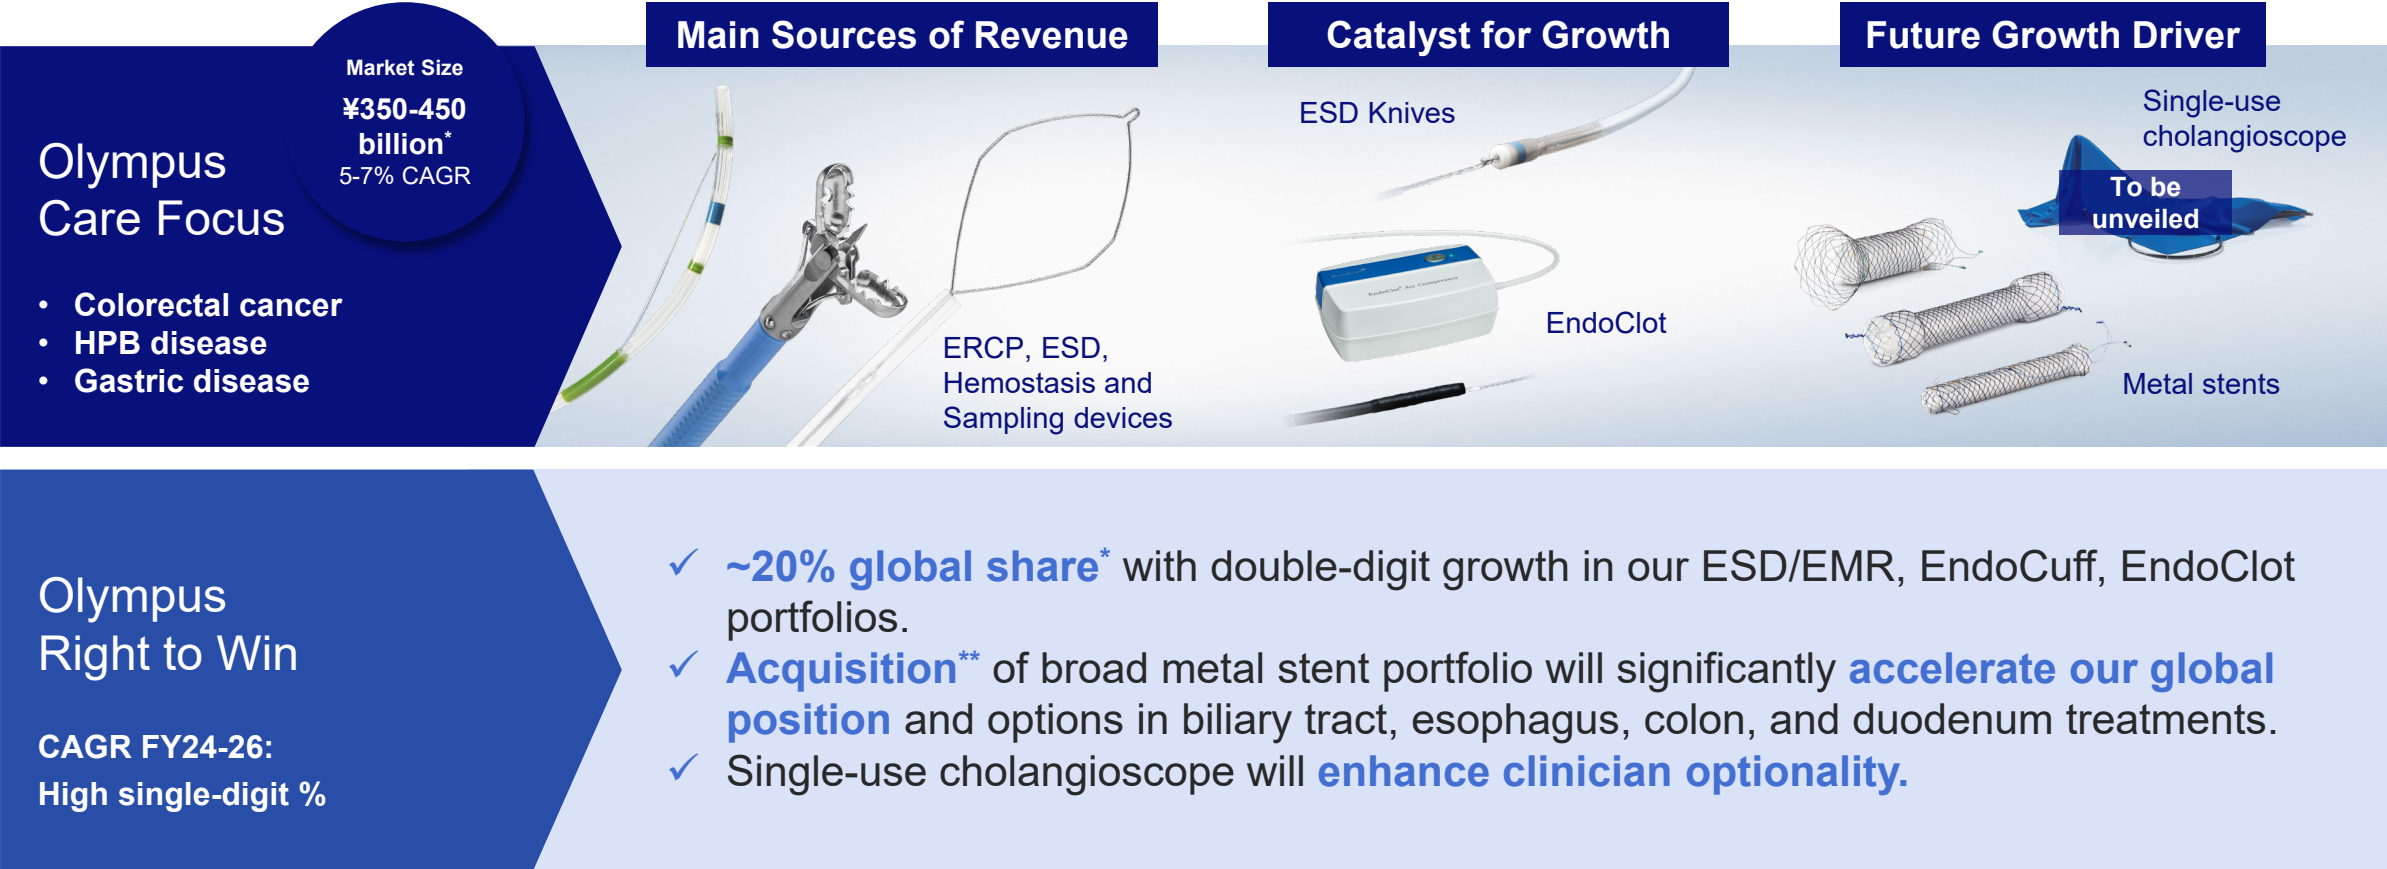 Main Sources of Revenue
Catalyst for Growth
Future Growth Driver
Market Size
¥350-450
billion*
5-7% CAGR
Olympus
Care Focus
• Colorectal cancer
• HPB disease
• Gastric disease
ERCP, ESD,
Hemostasis and
Sampling devices
ESD Knives
EndoClot® Air Compressor
EndoClot
Single-use
cholangioscope
To be
unveiled
Metal stents
Olympus
Right to Win
CAGR FY24-26:
High single-digit %
✓ ~20% global share* with double-digit growth in our ESD/EMR, EndoCuff, EndoClot
portfolios.
✓ Acquisition** of broad metal stent portfolio will significantly accelerate our global
position and options in biliary tract, esophagus, colon, and duodenum treatments.
✓ Single-use cholangioscope will enhance clinician optionality.